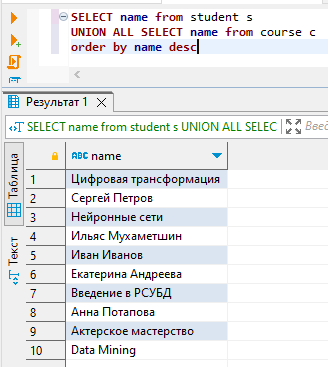 SELECT name from student s
UNION ALL SELECT name from course c
order by name desc
Результат 1
SELECT name from student s UNION ALL SELEC
Введ
Таблица
Текст
ABC name
1 Цифровая трансформация
2 Сергей Петров
3 Нейронные сети
4 Ильяс Мухаметшин
5 Иван Иванов
6 Екатерина Андреева
7 Введение в РСУБД
8 Анна Потапова
9 Актерское мастерство
10 Data Mining